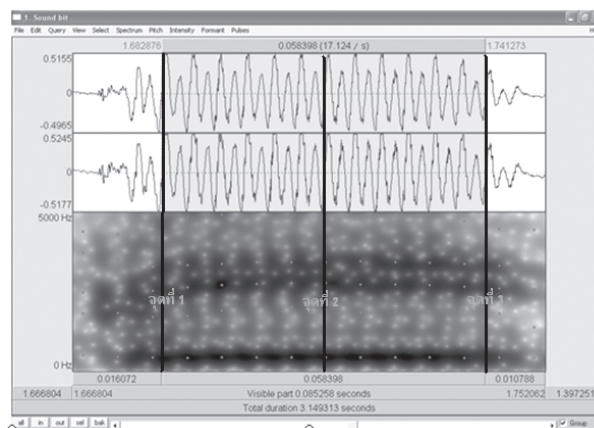 1. Sound bit
File Edit Query View Select Spectrum Pitch Intensity Formant Pulses
1.682876 0.058398 (17.124 / s) 1.741273
0.5155
0
-0.4965
0.5245
0
-0.5177
5000 Hz
จุดที่ 1 จุดที่ 2 จุดที่ 3
0 Hz
0.016072 0.058398 0.010788
1.666804 1.666804 Visible part 0.085258 seconds 1.752062 1.397251
Total duration 3.149313 seconds
all in out sel bak Group